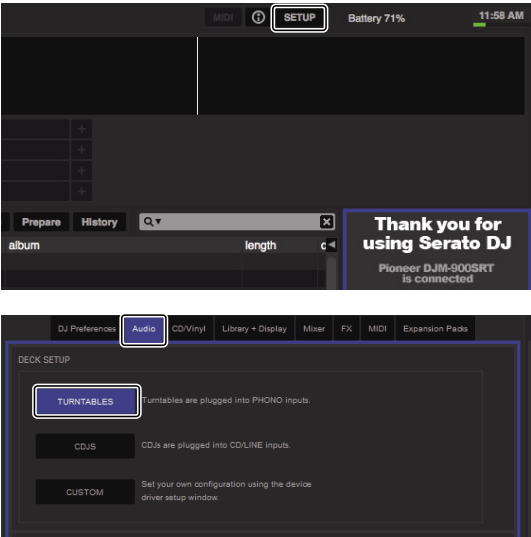 MIDI SETUP Battery 71% 11:58 AM
+
+
+
+
Prepare History
album length
Thank you for
using Serato DJ
Pioneer DJM-900SRT
is connected
DJ Preferences Audio CD/Vinyl Library + Display Mixer FX MIDI Expansion Packs
DECK SETUP
TURNTABLES Turntables are plugged into PHONO inputs.
CDJS CDJs are plugged into CD/LINE inputs.
CUSTOM Set your own configuration using the device
driver setup window.